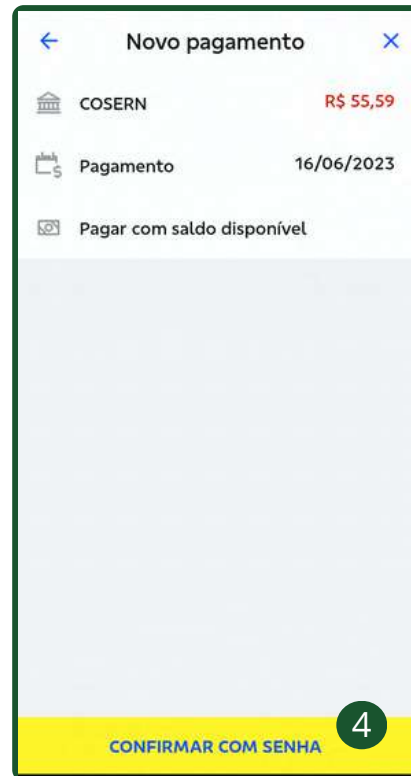 Novo pagamento
COSERN R$ 55,59
Pagamento 16/06/2023
Pagar com saldo disponível
CONFIRMAR COM SENHA 4